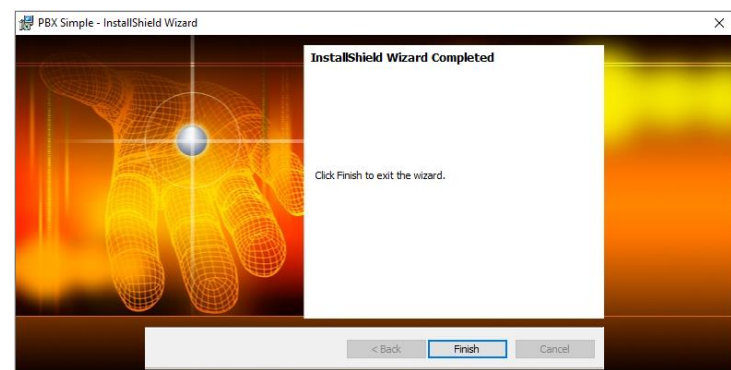 PBX Simple - InstallShield Wizard
InstallShield Wizard Completed
Click Finish to exit the wizard.
< Back Finish Cancel